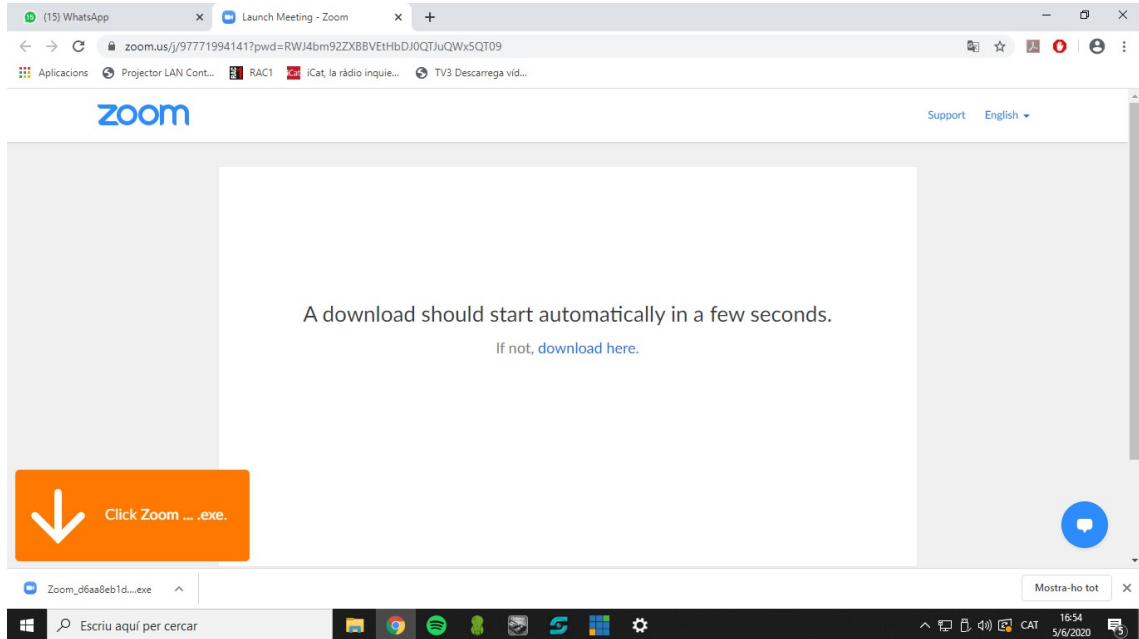 (15) WhatsApp
Launch Meeting - Zoom
zoom.us/j/97771994141?pwd=RWJ4bm92ZXBBVEtHbDJ0QTJuQWx5QT09
Aplicacions Projector LAN Cont... RAC1 iCat, la ràdio inquie... TV3 Descarrega víd...
zoom
Support English
A download should start automatically in a few seconds.
If not, download here.
Click Zoom ... .exe.
Zoom_d6aa8eb1d....exe
Mostra-ho tot
Escriu aquí per cercar
CAT
16:54
5/6/2020